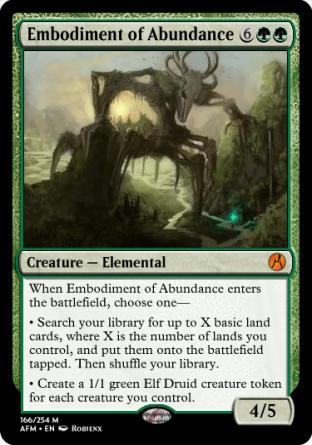 Embodiment of Abundance 6
Creature — Elemental
When Embodiment of Abundance enters
the battlefield, choose one—
• Search your library for up to X basic land
cards, where X is the number of lands you
control, and put them onto the battlefield
tapped. Then shuffle your library.
• Create a 1/1 green Elf Druid creature token
for each creature you control.
4/5
166/254 M
AFM • EN Robienx